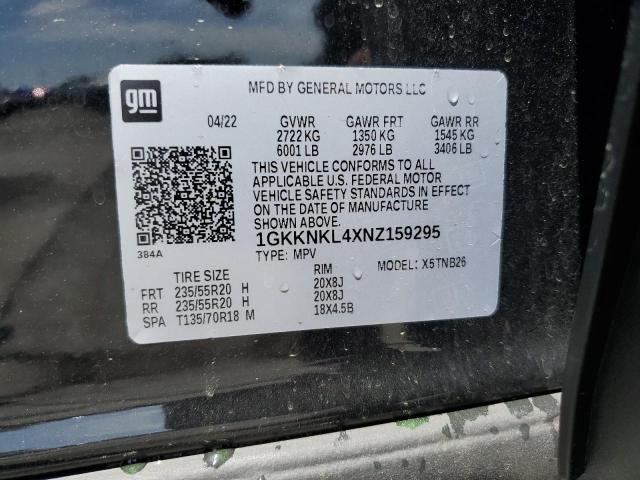 gm
MFD BY GENERAL MOTORS LLC
04/22 GVWR GAWR FRT GAWR RR
2722 KG 1350 KG 1545 KG
6001 LB 2976 LB 3406 LB
THIS VEHICLE CONFORMS TO ALL
APPLICABLE U.S. FEDERAL MOTOR
VEHICLE SAFETY STANDARDS IN EFFECT
ON THE DATE OF MANUFACTURE
SHOWN ABOVE.
384A
1GKKNKL4XNZ159295
TYPE: MPV MODEL: X5TNB26
TIRE SIZE RIM
FRT 235/55R20 H 20X8J
RR 235/55R20 H 20X8J
SPA T135/70R18 M 18X4.5B